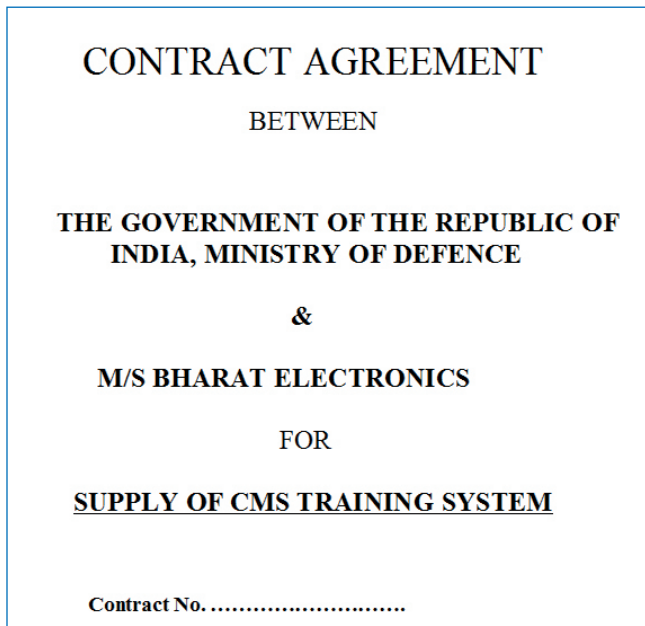 CONTRACT AGREEMENT
BETWEEN
THE GOVERNMENT OF THE REPUBLIC OF
INDIA, MINISTRY OF DEFENCE
&
M/S BHARAT ELECTRONICS
FOR
SUPPLY OF CMS TRAINING SYSTEM
Contract No. ………………………….